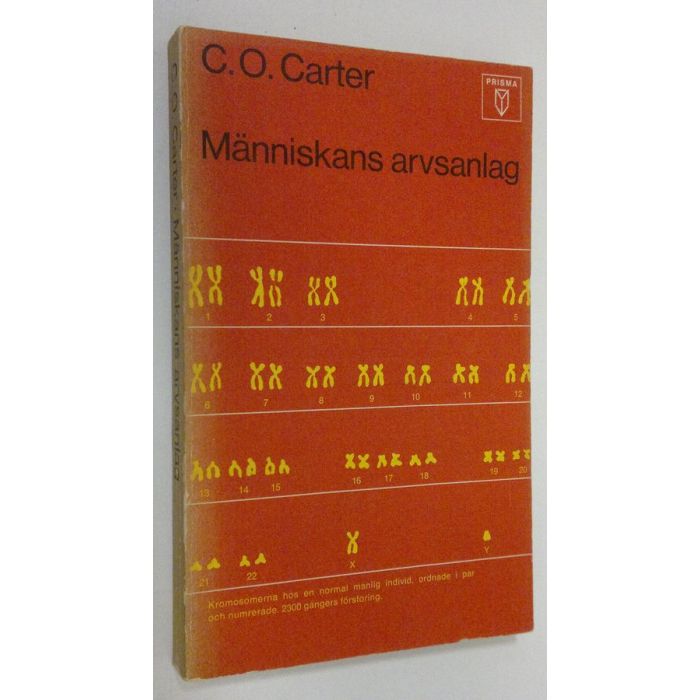 C. O. Carter
PRISMA
Människans arvsanlag
C. O. Carter . Människans arvsanlag
1 2 3 4 5
6 7 8 9 10 11 12
13 14 15 16 17 18 19 20
21 22 X Y
Kromosomerna hos en normal manlig individ, ordnade i par
och numrerade. 2300 gångers förstoring.